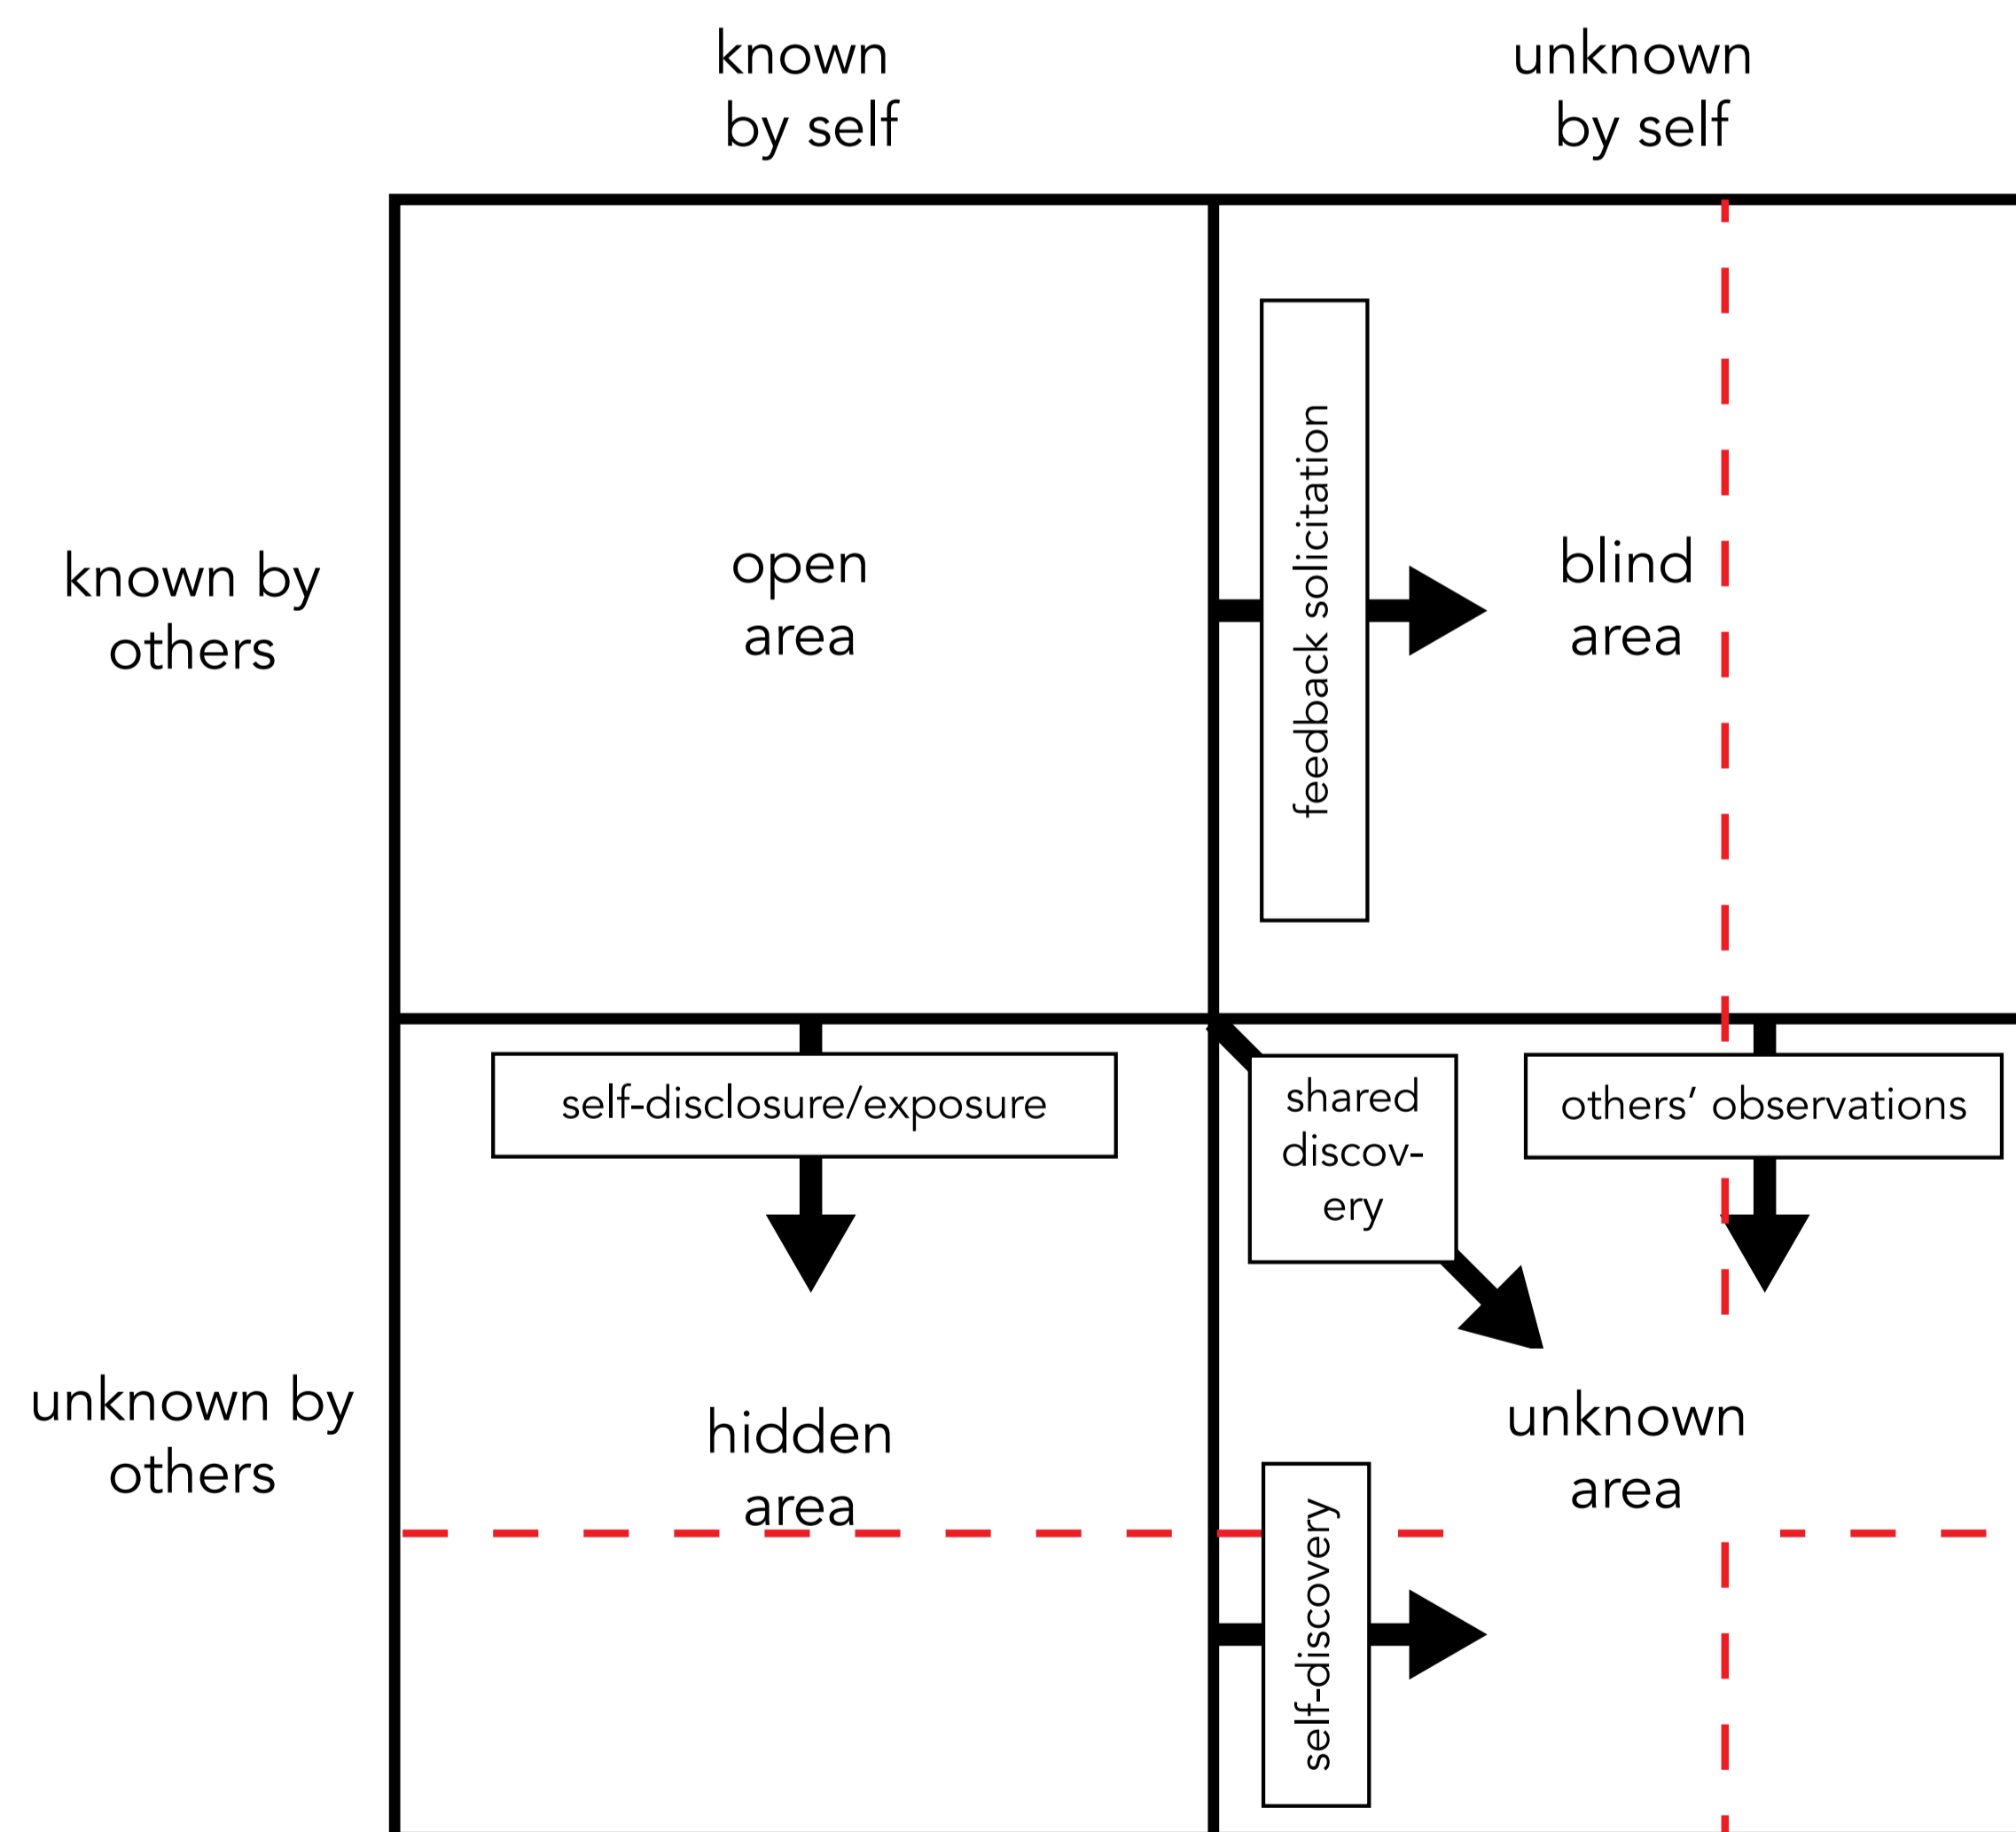 known
by self
unknown
by self
known by
others
open
area
feedback solicitation
blind
area
self-disclosure/exposure
shared
discov-
ery
others’ observations
unknown by
others
hidden
area
unknown
area
self-discovery